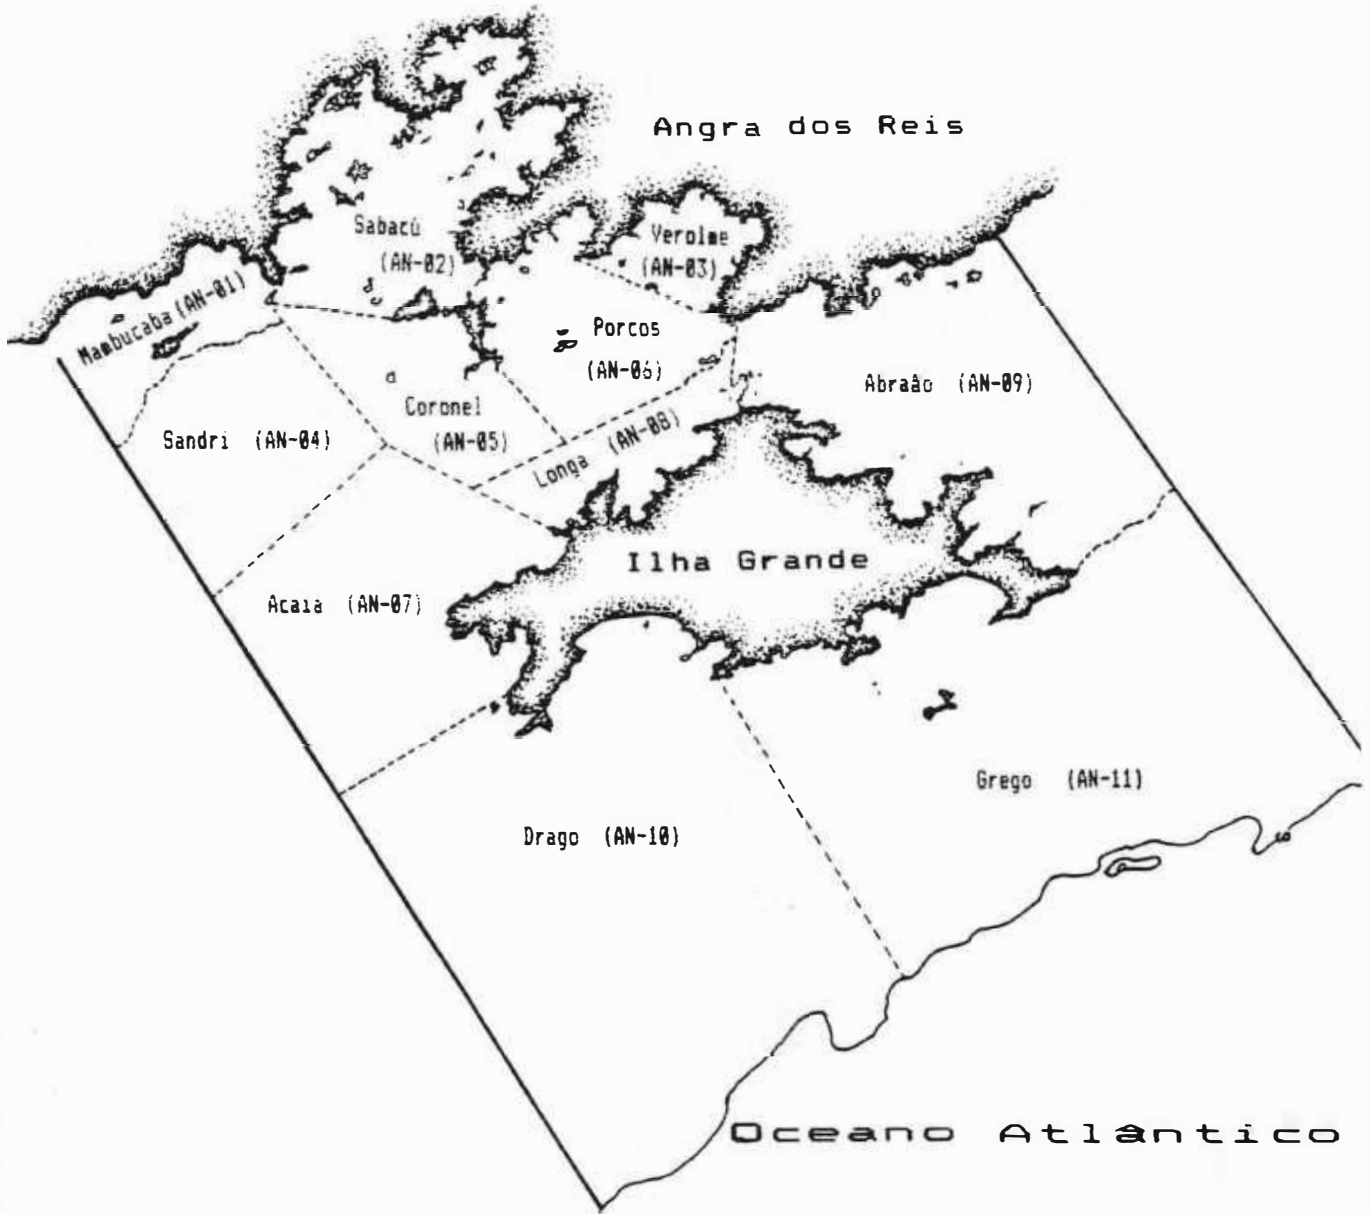 Angra dos Reis
Sabacú
(AN-02)
Verolme
(AN-03)
Mambucaba (AN-01)
Porcos
(AN-06)
Abraâo (AN-09)
Coronel
(AN-05)
Sandri (AN-04)
Longa (AN-08)
Ilha Grande
Acaia (AN-07)
Grego (AN-11)
Drago (AN-10)
Oceano Atlântico